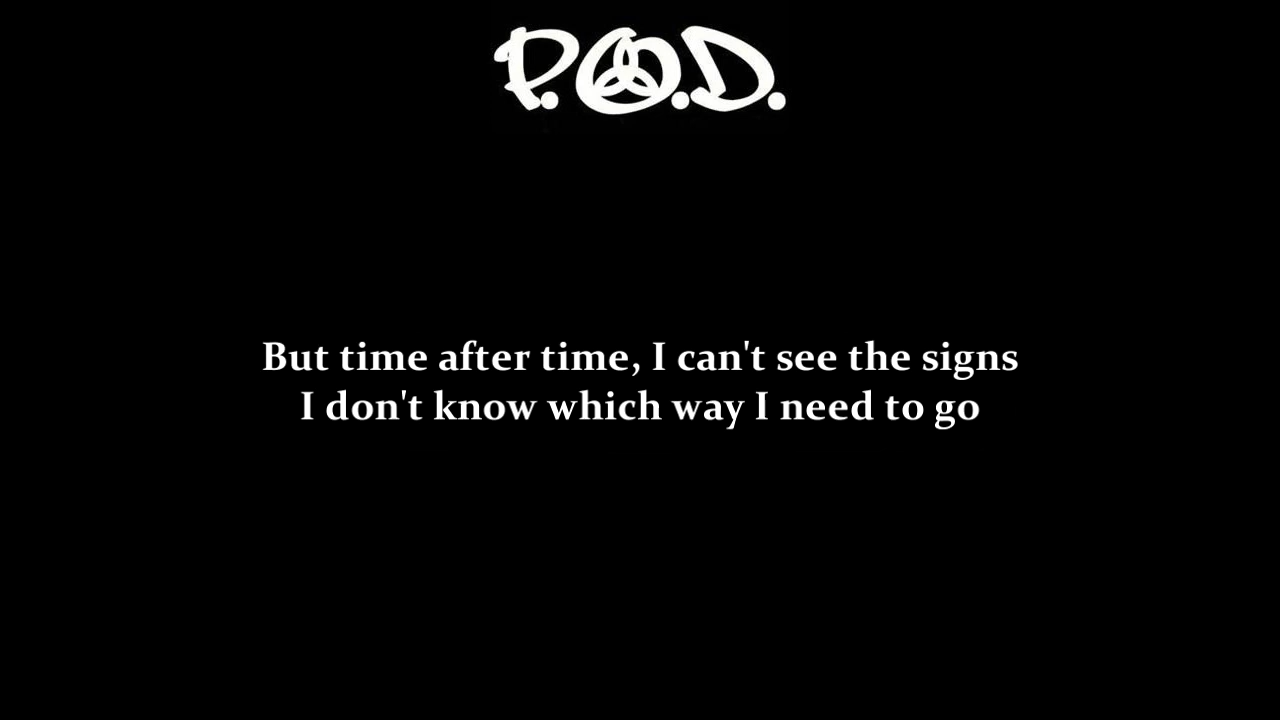 P.O.D.
But time after time, I can't see the signs
I don't know which way I need to go